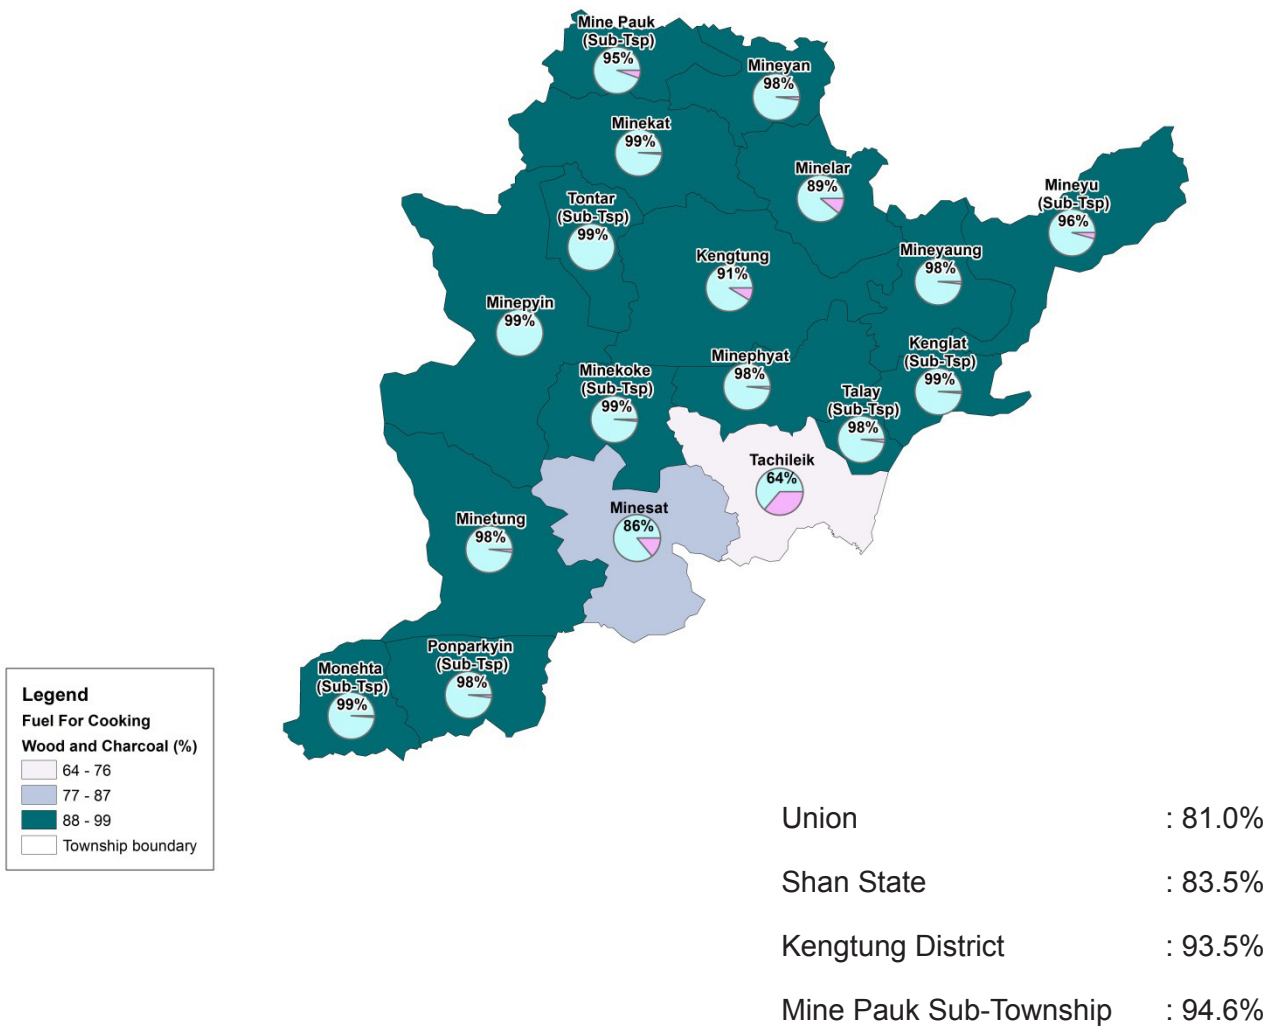 Mine Pauk
(Sub-Tsp)
95%
Mineyan
98%
Minekat
99%
Minelar
89%
Mineyu
(Sub-Tsp)
96%
Tontar
(Sub-Tsp)
99%
Kengtung
91%
Mineyaung
98%
Minepyin
99%
Kenglat
(Sub-Tsp)
99%
Minephyat
98%
Minekoke
(Sub-Tsp)
99%
Talay
(Sub-Tsp)
98%
Tachileik
64%
Minesat
86%
Minetung
98%
Ponparkyin
(Sub-Tsp)
98%
Monehta
(Sub-Tsp)
99%
Legend
Fuel For Cooking
Wood and Charcoal (%)
64 - 76
77 - 87
88 - 99
Township boundary
Union : 81.0%
Shan State : 83.5%
Kengtung District : 93.5%
Mine Pauk Sub-Township : 94.6%